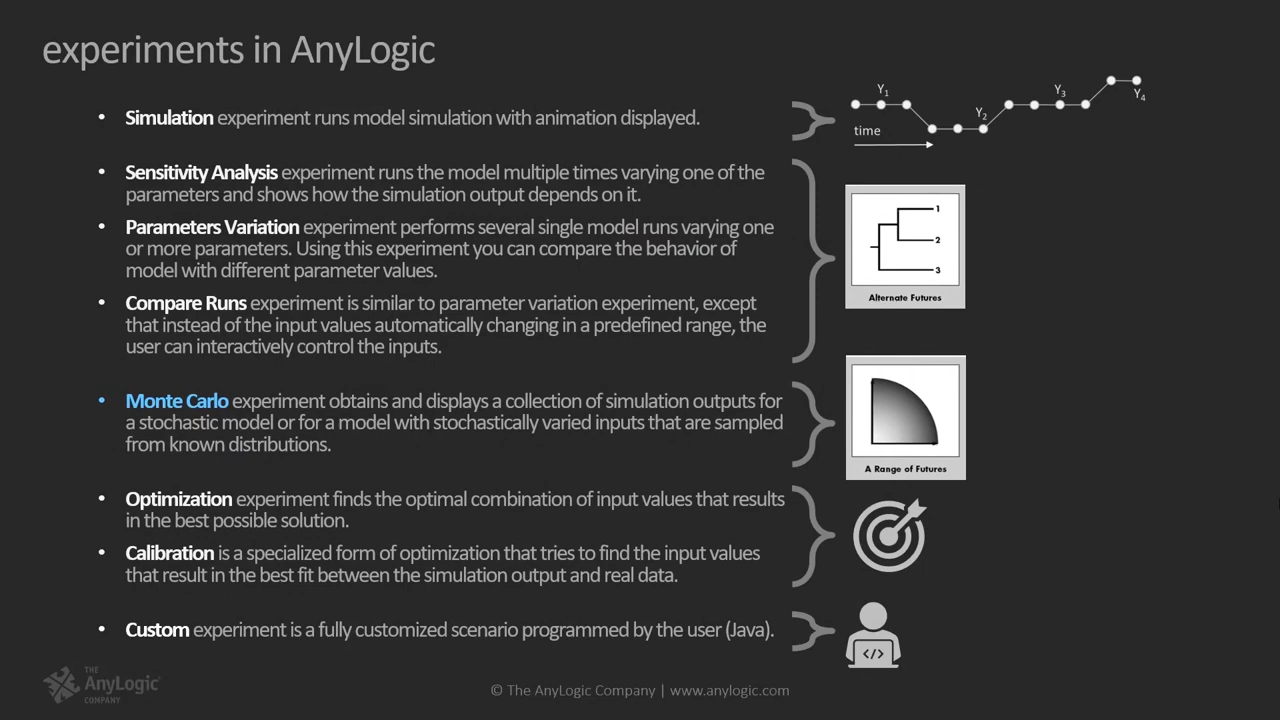 experiments in AnyLogic
• Simulation experiment runs model simulation with animation displayed.
Y1
Y2
Y3
Y4
time
• Sensitivity Analysis experiment runs the model multiple times varying one of the
parameters and shows how the simulation output depends on it.
• Parameters Variation experiment performs several single model runs varying one
or more parameters. Using this experiment you can compare the behavior of
model with different parameter values.
• Compare Runs experiment is similar to parameter variation experiment, except
that instead of the input values automatically changing in a predefined range, the
user can interactively control the inputs.
1
2
3
Alternate Futures
• Monte Carlo experiment obtains and displays a collection of simulation outputs for
a stochastic model or for a model with stochastically varied inputs that are sampled
from known distributions.
A Range of Futures
• Optimization experiment finds the optimal combination of input values that results
in the best possible solution.
• Calibration is a specialized form of optimization that tries to find the input values
that result in the best fit between the simulation output and real data.
• Custom experiment is a fully customized scenario programmed by the user (Java).
</>
THE
AnyLogic
COMPANY
© The AnyLogic Company | www.anylogic.com